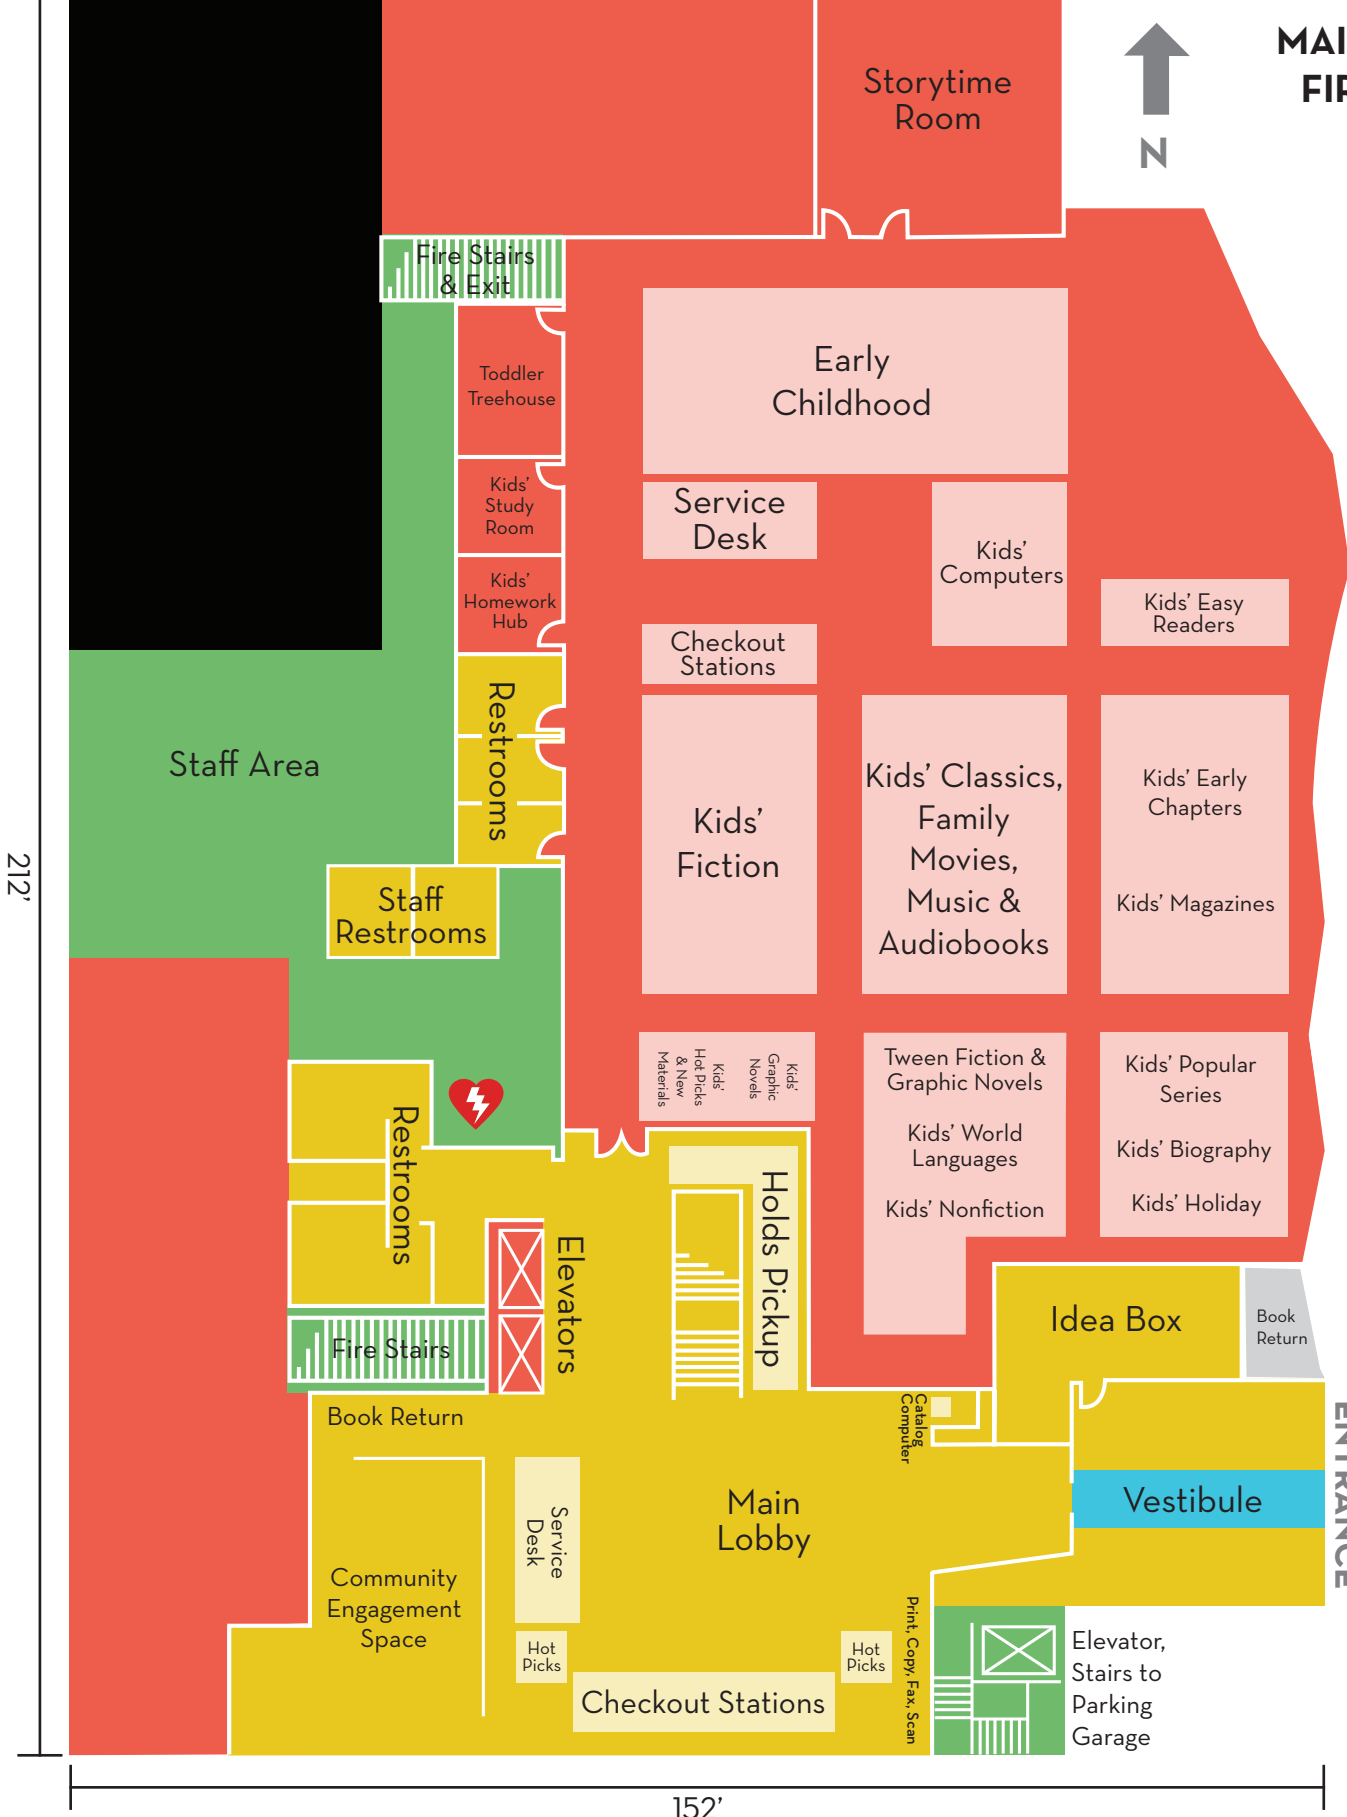 MAI
FIR
N
Storytime
Room
Fire Stairs
& Exit
Toddler
Treehouse
Early
Childhood
Kids'
Study
Room
Service
Desk
Kids'
Computers
Kids'
Homework
Hub
Kids' Easy
Readers
Checkout
Stations
Restrooms
Staff Area
Kids'
Fiction
Kids' Classics,
Family
Movies,
Music &
Audiobooks
Kids' Early
Chapters
Kids' Magazines
212'
Staff
Restrooms
Kids'
Graphic
Novels
Kids'
Hot Picks
& New
Materials
Tween Fiction &
Graphic Novels
Kids' World
Languages
Kids' Nonfiction
Kids' Popular
Series
Kids' Biography
Kids' Holiday
Restrooms
Holds Pickup
Elevators
Fire Stairs
Idea Box
Book
Return
Book Return
Catalog
Computer
ENTRANCE
Vestibule
Main
Lobby
Service
Desk
Community
Engagement
Space
Hot
Picks
Hot
Picks
Print, Copy, Fax, Scan
Checkout Stations
Elevator,
Stairs to
Parking
Garage
152'